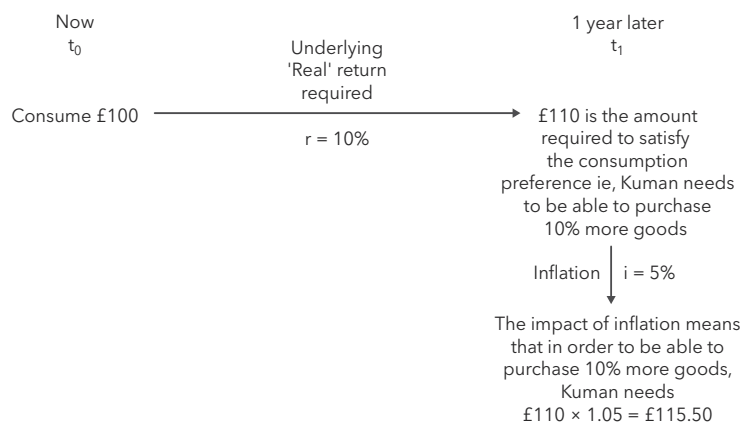 Now
t₀
1 year later
t₁
Underlying
'Real' return
required
Consume £100
r = 10%
£110 is the amount
required to satisfy
the consumption
preference ie, Kuman needs
to be able to purchase
10% more goods
Inflation
i = 5%
The impact of inflation means
that in order to be able to
purchase 10% more goods,
Kuman needs
£110 × 1.05 = £115.50